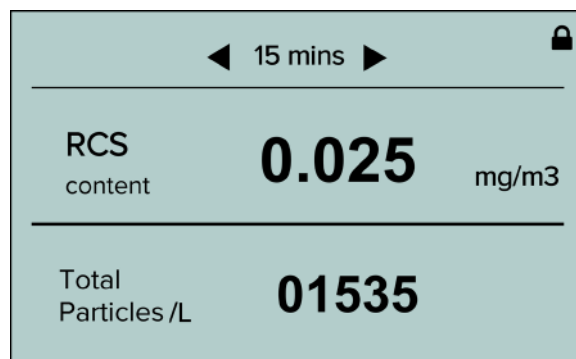 15 mins
RCS
content
0.025
mg/m3
Total
Particles/L
01535